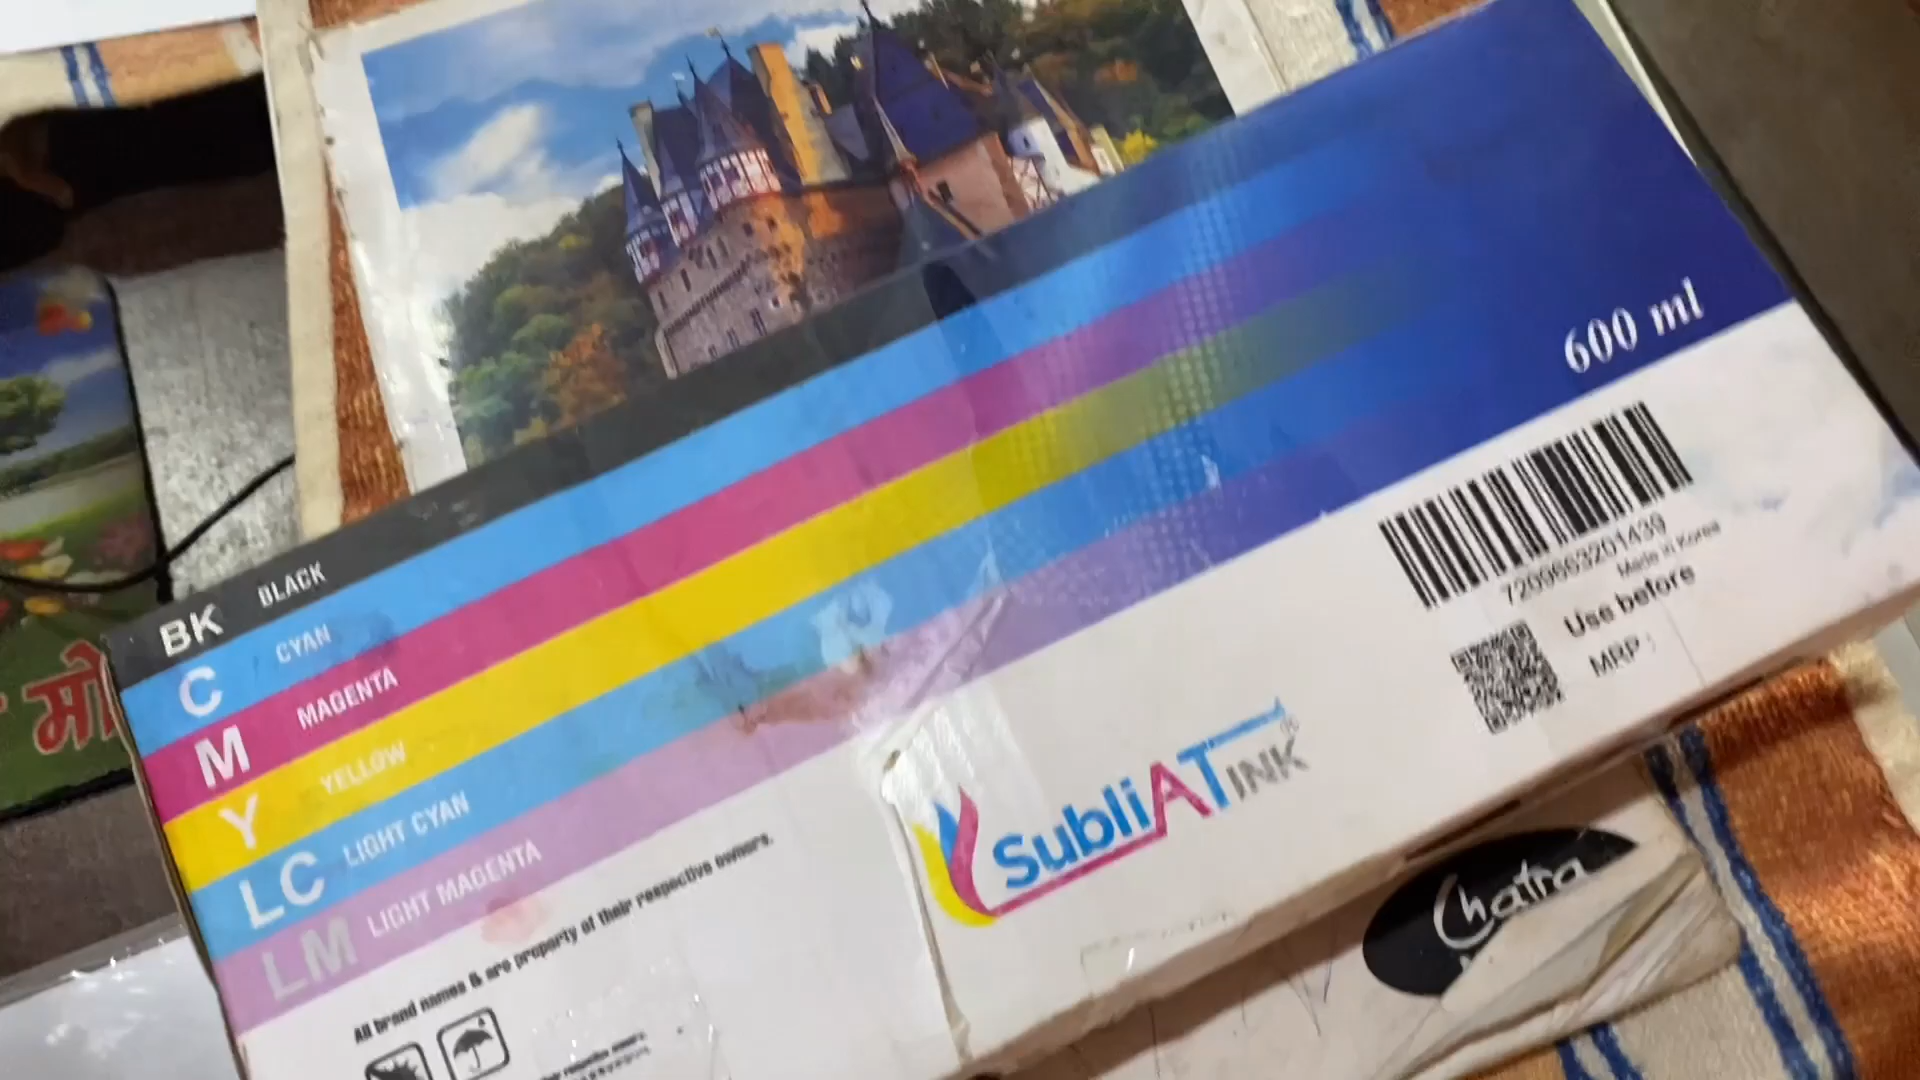 600 ml
BK BLACK
C CYAN
M MAGENTA
Y YELLOW
LC LIGHT CYAN
LM LIGHT MAGENTA
7209663201439
Made in Korea
Use before
MRP :
SubliATINK®
All brand names & are property of their respective owners.
Chatra